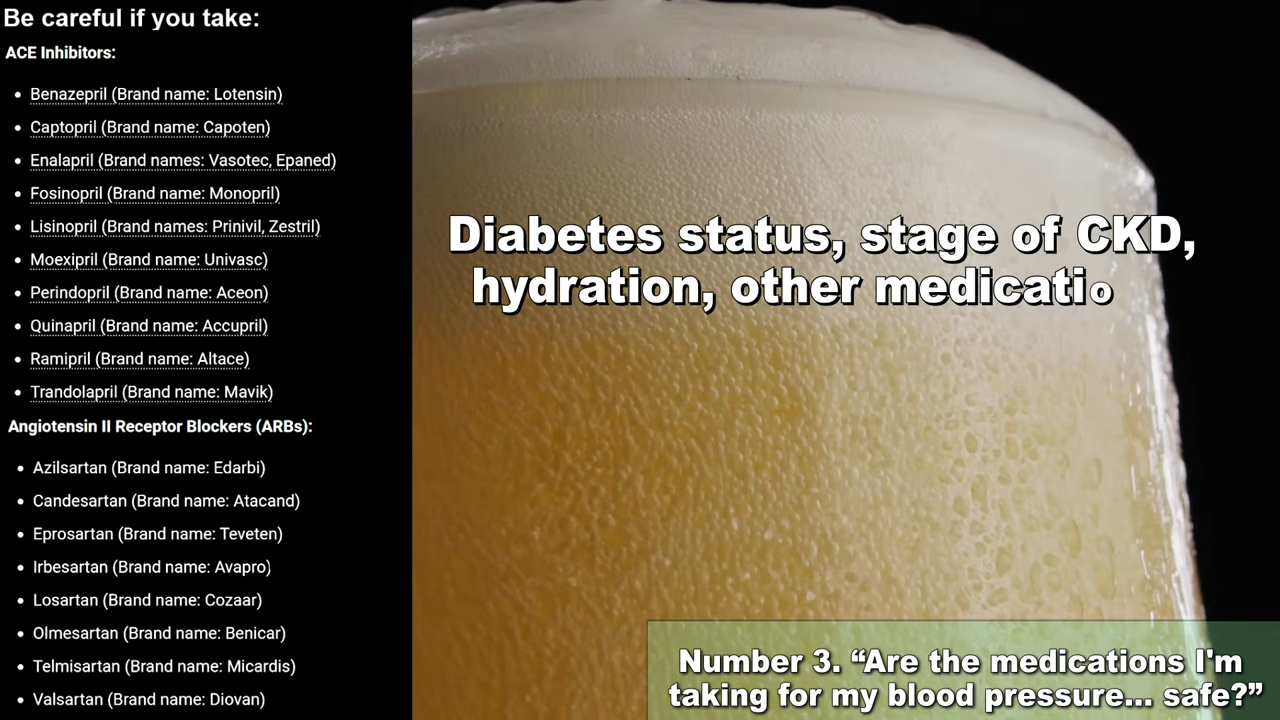 Be careful if you take:
ACE Inhibitors:
Benazepril (Brand name: Lotensin)
Captopril (Brand name: Capoten)
Enalapril (Brand names: Vasotec, Epaned)
Fosinopril (Brand name: Monopril)
Lisinopril (Brand names: Prinivil, Zestril)
Moexipril (Brand name: Univasc)
Perindopril (Brand name: Aceon)
Quinapril (Brand name: Accupril)
Ramipril (Brand name: Altace)
Trandolapril (Brand name: Mavik)
Angiotensin II Receptor Blockers (ARBs):
Azilsartan (Brand name: Edarbi)
Candesartan (Brand name: Atacand)
Eprosartan (Brand name: Teveten)
Irbesartan (Brand name: Avapro)
Losartan (Brand name: Cozaar)
Olmesartan (Brand name: Benicar)
Telmisartan (Brand name: Micardis)
Valsartan (Brand name: Diovan)
Diabetes status, stage of CKD,
hydration, other medicatio
Number 3. “Are the medications I'm
taking for my blood pressure... safe?”